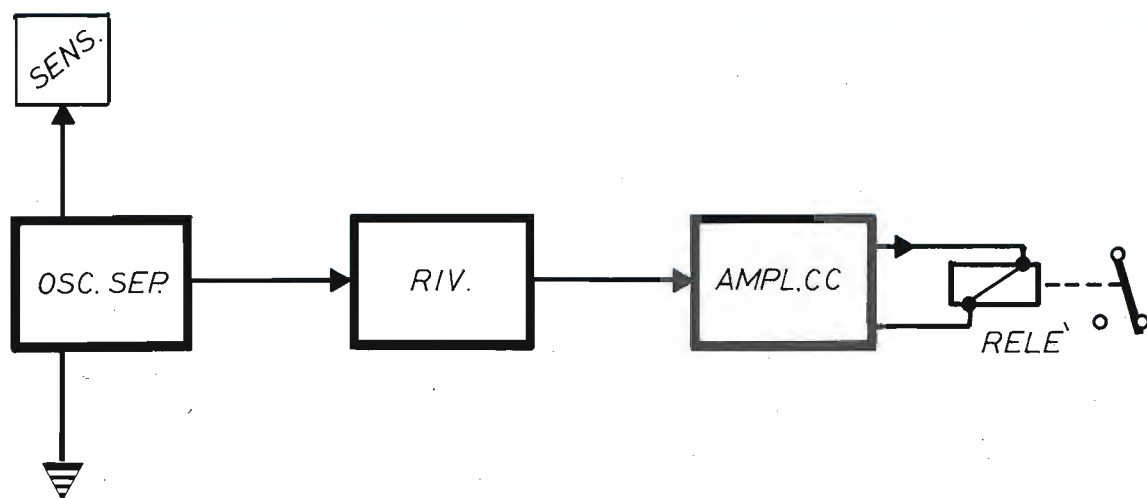 SENS.
OSC. SEP.
RIV.
AMPL.CC
RELE'